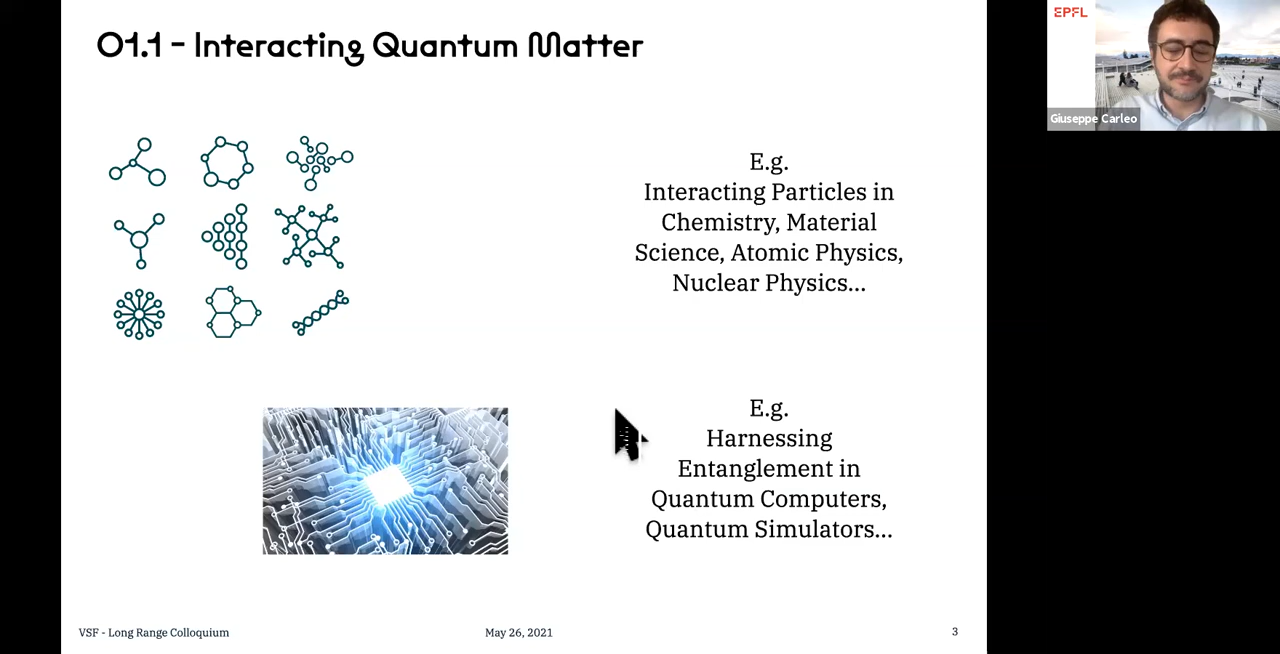 01.1 - Interacting Quantum Matter
EPFL
Giuseppe Carleo
E.g.
Interacting Particles in
Chemistry, Material
Science, Atomic Physics,
Nuclear Physics...
E.g.
Harnessing
Entanglement in
Quantum Computers,
Quantum Simulators...
VSF - Long Range Colloquium
May 26, 2021
3